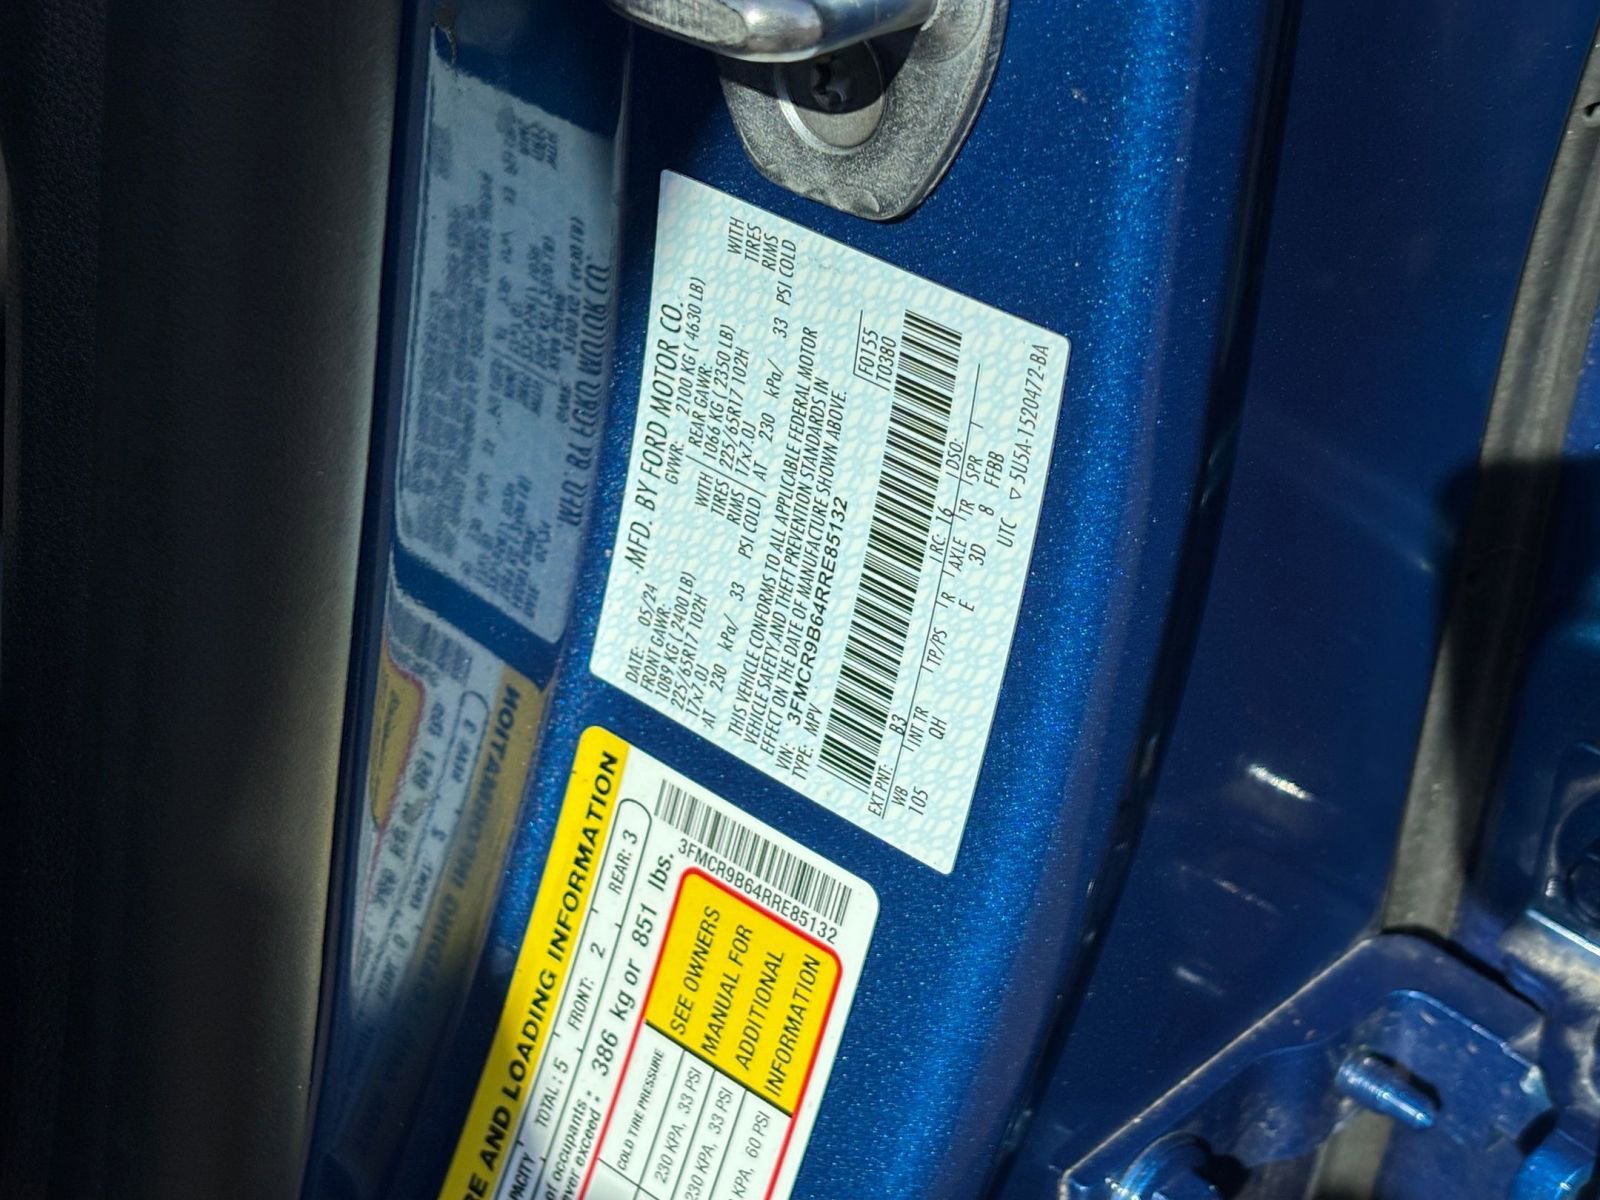 MFD. BY FORD MOTOR CO.
DATE: 05/24 GVWR: 2100 KG ( 4630 LB)
FRONT GAWR: REAR GAWR:
1089 KG ( 2400 LB) WITH 1066 KG ( 2350 LB) WITH
225/65R17 102H TIRES 225/65R17 102H TIRES
17x7.0J RIMS 17x7.0J RIMS
AT 230 kPa/ 33 PSI COLD AT 230 kPa/ 33 PSI COLD
THIS VEHICLE CONFORMS TO ALL APPLICABLE FEDERAL MOTOR
VEHICLE SAFETY AND THEFT PREVENTION STANDARDS IN
EFFECT ON THE DATE OF MANUFACTURE SHOWN ABOVE.
VIN: 3FMCR9B64RRE85132
TYPE: MPV
F0155
T0380
EXT PNT: B3 RC: 16 DSO:
WB INT TR TP/PS R AXLE TR SPR
105 QH E 3D 8 FBB
UTC ▽ 5U5A-1520472-BA
RE AND LOADING INFORMATION
PACITY TOTAL : 5 FRONT: 2 REAR: 3
of occupants
ever exceed : 386 kg or 851 lbs.
3FMCR9B64RRE85132
COLD TIRE PRESSURE
230 KPA, 33 PSI
230 KPA, 33 PSI
KPA, 60 PSI
SEE OWNERS
MANUAL FOR
ADDITIONAL
INFORMATION